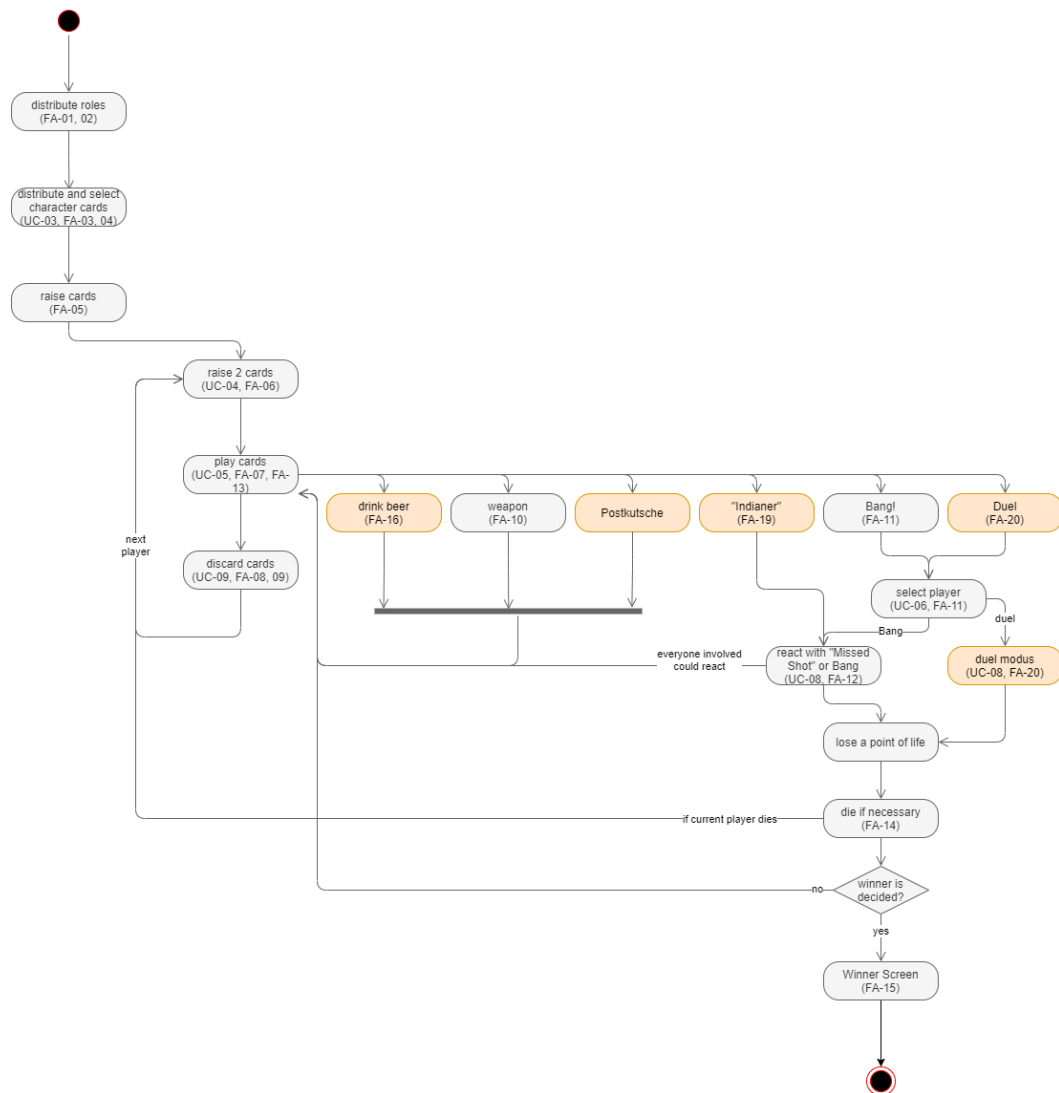 distribute roles
(FA-01, 02)
distribute and select
character cards
(UC-03, FA-03, 04)
raise cards
(FA-05)
raise 2 cards
(UC-04, FA-06)
play cards
(UC-05, FA-07, FA-
13)
drink beer
(FA-16)
weapon
(FA-10)
Postkutsche
"Indianer"
(FA-19)
Bang!
(FA-11)
Duel
(FA-20)
next
player
discard cards
(UC-09, FA-08, 09)
select player
(UC-06, FA-11)
duel
Bang
everyone involved
could react
react with "Missed
Shot" or Bang
(UC-08, FA-12)
duel modus
(UC-08, FA-20)
lose a point of life
if current player dies
die if necessary
(FA-14)
no
winner is
decided?
yes
Winner Screen
(FA-15)